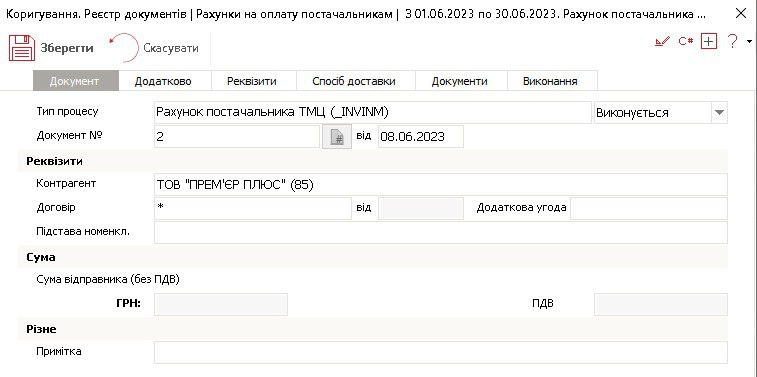 Коригування. Реєстр документів | Рахунки на оплату постачальникам | З 01.06.2023 по 30.06.2023. Рахунок постачальника ...
Зберегти Скасувати C# ?
Документ Додатково Реквізити Спосіб доставки Документи Виконання
Тип процесу Рахунок постачальника ТМЦ (_INVINM) Виконується
Документ № 2 # від 08.06.2023
Реквізити
Контрагент ТОВ "ПРЕМ'ЄР ПЛЮС" (85)
Договір * від Додаткова угода
Підстава номенкл.
Сума
Сума відправника (без ПДВ)
ГРН: ПДВ
Різне
Примітка